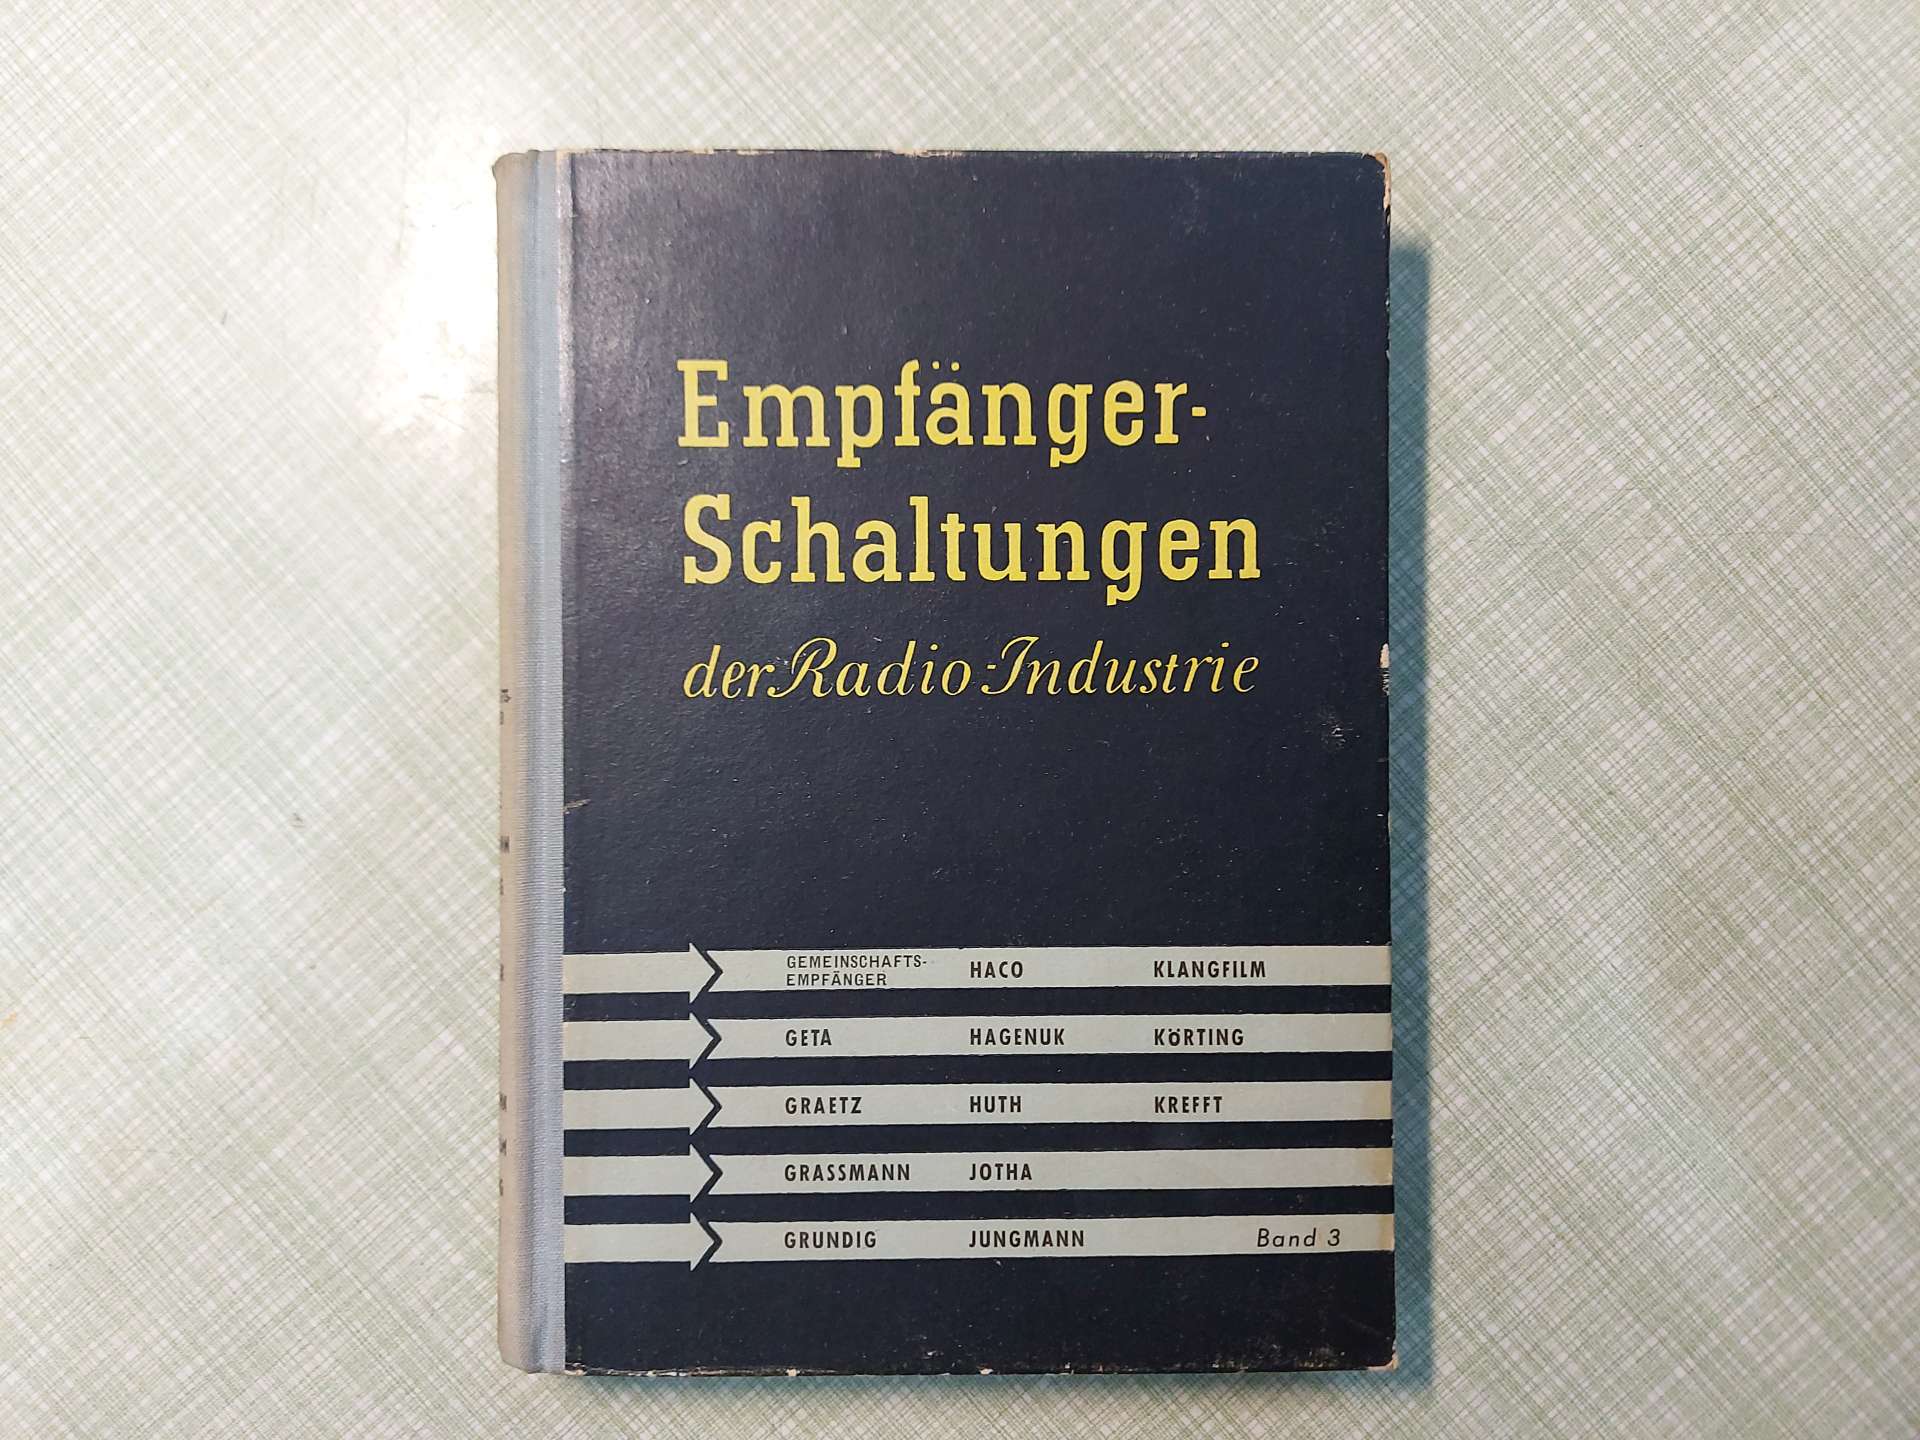 Empfänger-
Schaltungen
der Radio-Industrie
GEMEINSCHAFTS-
EMPFÄNGER
HACO
KLANGFILM
GETA
HAGENUK
KÖRTING
GRAETZ
HUTH
KREFFT
GRASSMANN
JOTHA
GRUNDIG
JUNGMANN
Band 3